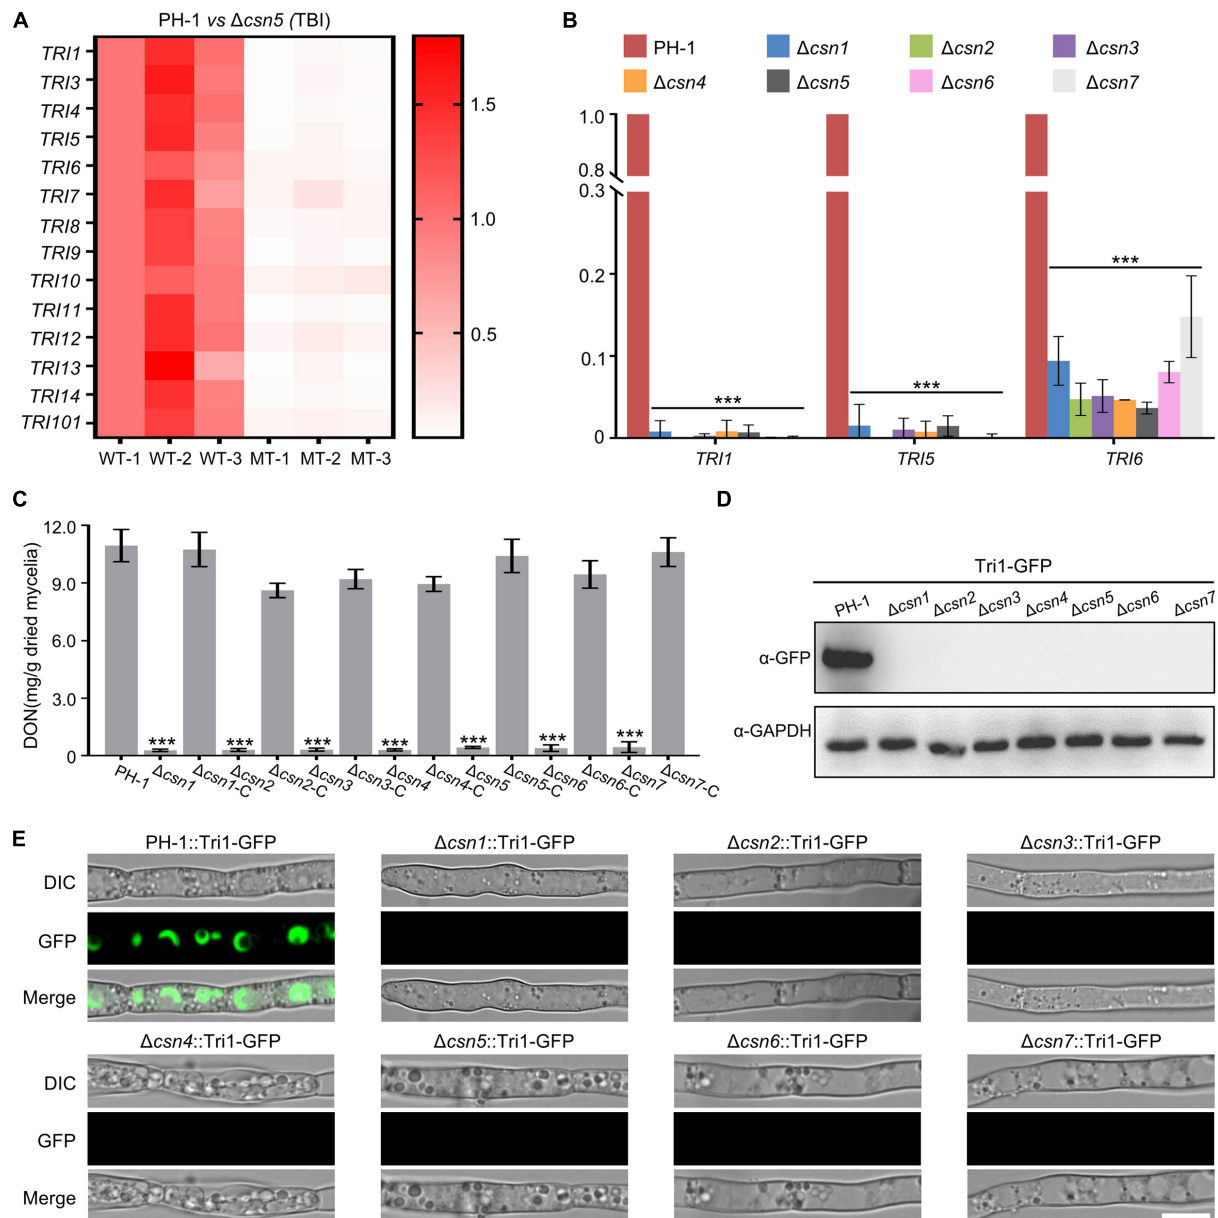 A
PH-1 vs Δcsn5 (TBI)
TRI1
TRI3
TRI4
TRI5
TRI6
TRI7
TRI8
TRI9
TRI10
TRI11
TRI12
TRI13
TRI14
TRI101
WT-1 WT-2 WT-3 MT-1 MT-2 MT-3
1.5
1.0
0.5
B
PH-1 Δcsn1 Δcsn2 Δcsn3
Δcsn4 Δcsn5 Δcsn6 Δcsn7
1.0
0.8
0.3
0.2
0.1
0
*** *** ***
TRI1 TRI5 TRI6
C
DON(mg/g dried mycelia)
12.0
9.0
6.0
3.0
0
*** *** *** *** *** *** ***
PH-1 Δcsn1 Δcsn1-C Δcsn2 Δcsn2-C Δcsn3 Δcsn3-C Δcsn4 Δcsn4-C Δcsn5 Δcsn5-C Δcsn6 Δcsn6-C Δcsn7 Δcsn7-C
D
Tri1-GFP
PH-1 Δcsn1 Δcsn2 Δcsn3 Δcsn4 Δcsn5 Δcsn6 Δcsn7
α-GFP
α-GAPDH
E
PH-1::Tri1-GFP Δcsn1::Tri1-GFP Δcsn2::Tri1-GFP Δcsn3::Tri1-GFP
DIC
GFP
Merge
Δcsn4::Tri1-GFP Δcsn5::Tri1-GFP Δcsn6::Tri1-GFP Δcsn7::Tri1-GFP
DIC
GFP
Merge